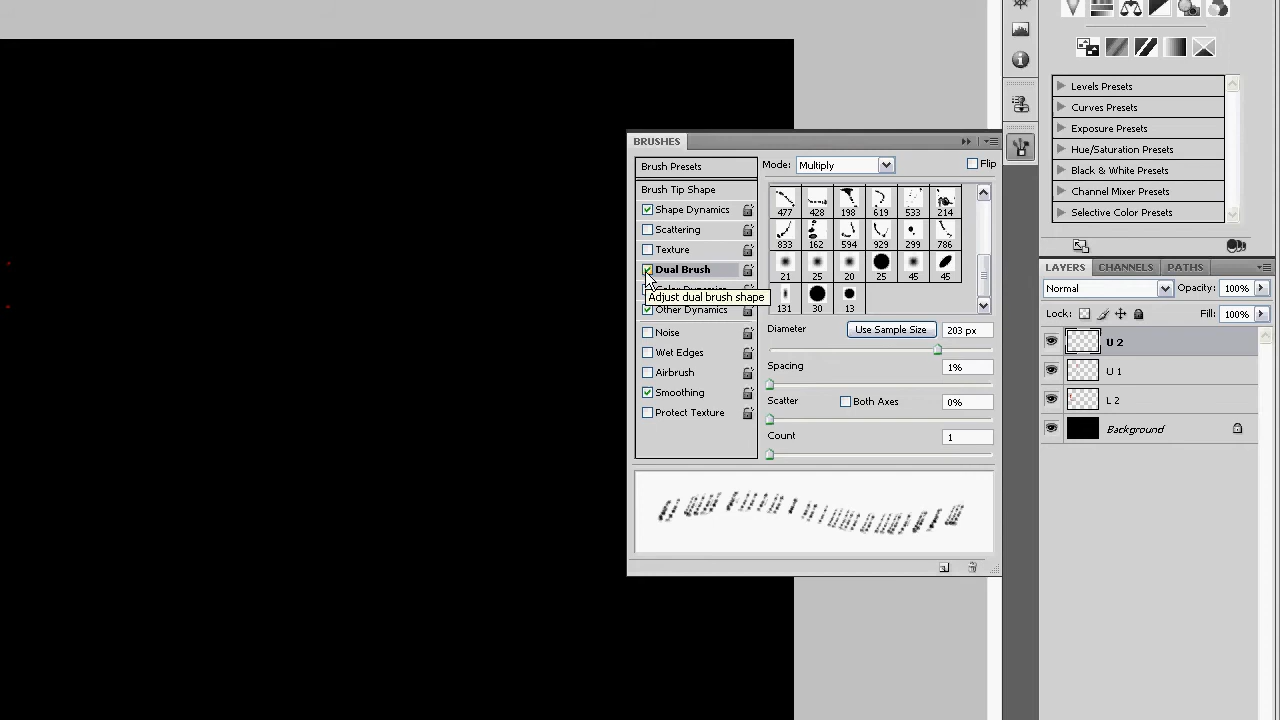 BRUSHES
Brush Presets
Mode: Multiply Flip
Brush Tip Shape
Shape Dynamics
Scattering
Texture
Dual Brush
Adjust dual brush shape
Other Dynamics
Noise
Wet Edges
Airbrush
Smoothing
Protect Texture
477 428 198 619 533 214
833 162 594 929 299 786
21 25 20 25 45 45
131 30 13
Diameter Use Sample Size 203 px
Spacing 1%
Scatter Both Axes 0%
Count 1
Levels Presets
Curves Presets
Exposure Presets
Hue/Saturation Presets
Black & White Presets
Channel Mixer Presets
Selective Color Presets
LAYERS CHANNELS PATHS
Normal Opacity: 100%
Lock: Fill: 100%
U 2
U 1
L 2
Background